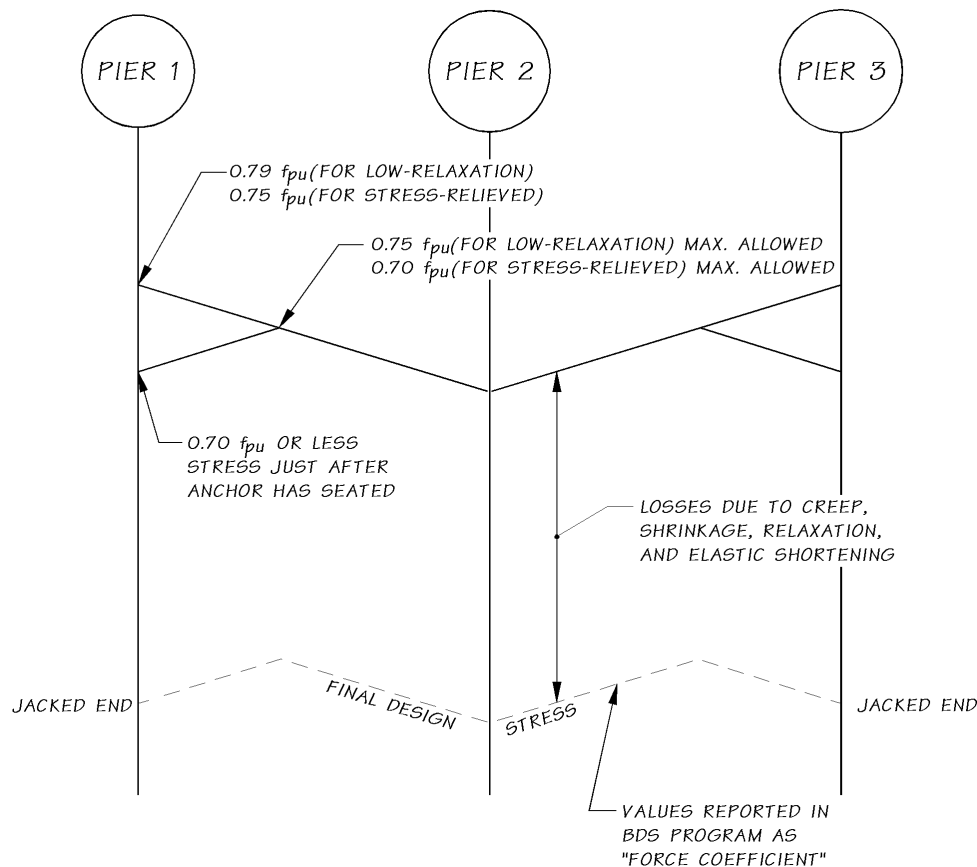 PIER 1
PIER 2
PIER 3
0.79 fpu(FOR LOW-RELAXATION)
0.75 fpu(FOR STRESS-RELIEVED)
0.75 fpu(FOR LOW-RELAXATION) MAX. ALLOWED
0.70 fpu(FOR STRESS-RELIEVED) MAX. ALLOWED
0.70 fpu OR LESS
STRESS JUST AFTER
ANCHOR HAS SEATED
LOSSES DUE TO CREEP,
SHRINKAGE, RELAXATION,
AND ELASTIC SHORTENING
JACKED END
FINAL DESIGN
STRESS
JACKED END
VALUES REPORTED IN
BDS PROGRAM AS
"FORCE COEFFICIENT"